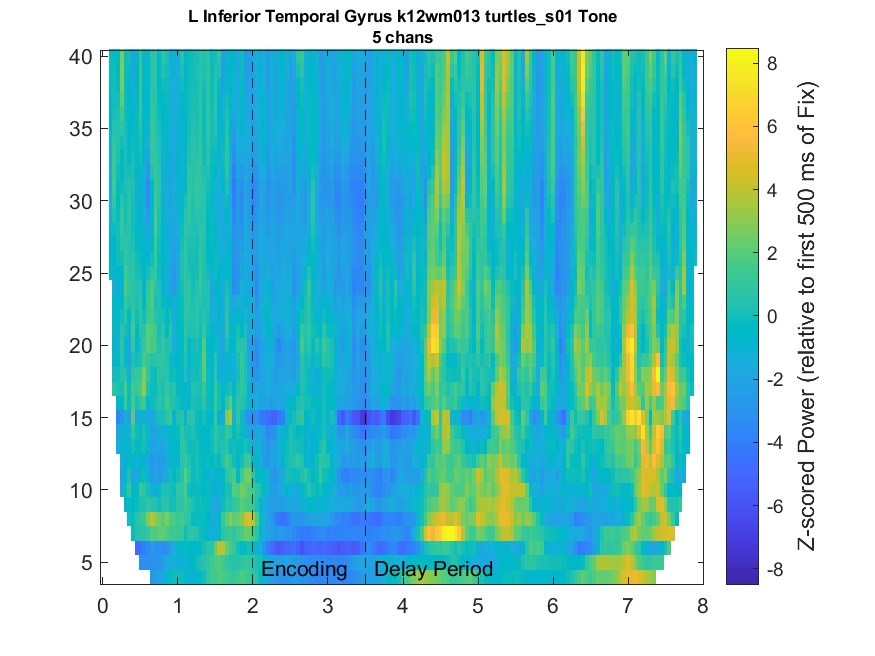 L Inferior Temporal Gyrus k12wm013 turtles_s01 Tone
5 chans
40
35
30
25
20
15
10
5
Encoding
Delay Period
0 1 2 3 4 5 6 7 8
8
6
4
2
0
-2
-4
-6
-8
Z-scored Power (relative to first 500 ms of Fix)